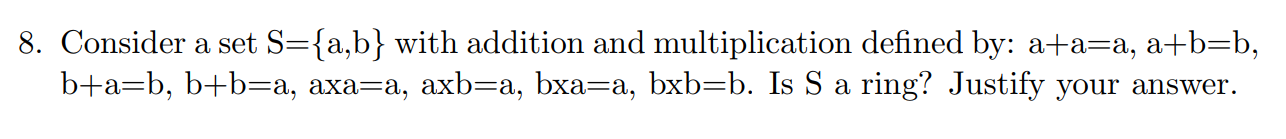 8. Consider a set S={a,b} with addition and multiplication defined by: a+a=a, a+b=b,
b+a=b, b+b=a, axa=a, axb=a, bxa=a, bxb=b. Is S a ring? Justify your answer.